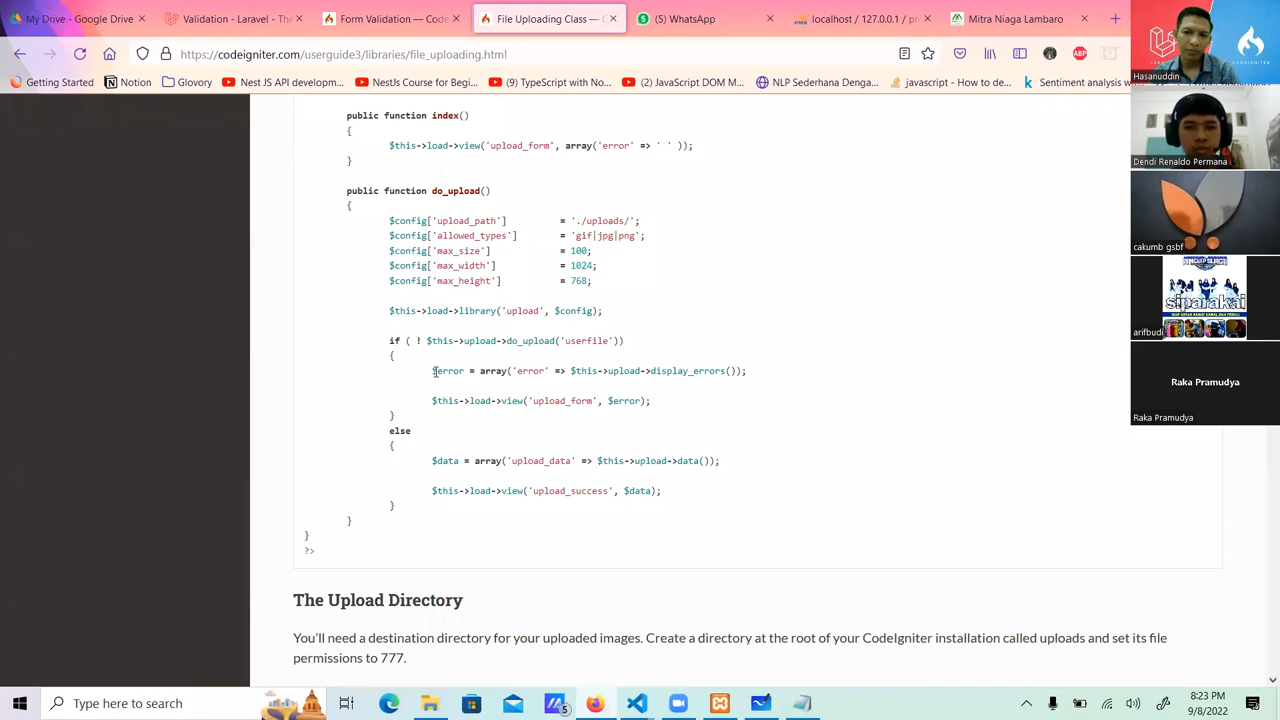 My Drive - Google Drive
Validation - Laravel - The
Form Validation — Code
File Uploading Class — C
(5) WhatsApp
localhost / 127.0.0.1 / pr
Mitra Niaga Lambaro
https://codeigniter.com/userguide3/libraries/file_uploading.html
ABP
Getting Started
Notion
Glovory
Nest JS API developm...
NestJs Course for Begi...
(9) TypeScript with No...
(2) JavaScript DOM M...
NLP Sederhana Denga...
javascript - How to de...
Sentiment analysis w
public function index()
{
$this->load->view('upload_form', array('error' => ' ' ));
}
public function do_upload()
{
$config['upload_path'] = './uploads/';
$config['allowed_types'] = 'gif|jpg|png';
$config['max_size'] = 100;
$config['max_width'] = 1024;
$config['max_height'] = 768;
$this->load->library('upload', $config);
if ( ! $this->upload->do_upload('userfile'))
{
$error = array('error' => $this->upload->display_errors());
$this->load->view('upload_form', $error);
}
else
{
$data = array('upload_data' => $this->upload->data());
$this->load->view('upload_success', $data);
}
}
}
?>
The Upload Directory
You'll need a destination directory for your uploaded images. Create a directory at the root of your CodeIgniter installation called uploads and set its file
permissions to 777.
Hasanuddin
Dendi Renaldo Permana
cakumb gsbf
siparakai
arifbudi
Raka Pramudya
Raka Pramudya
Type here to search
5
8:23 PM
9/8/2022